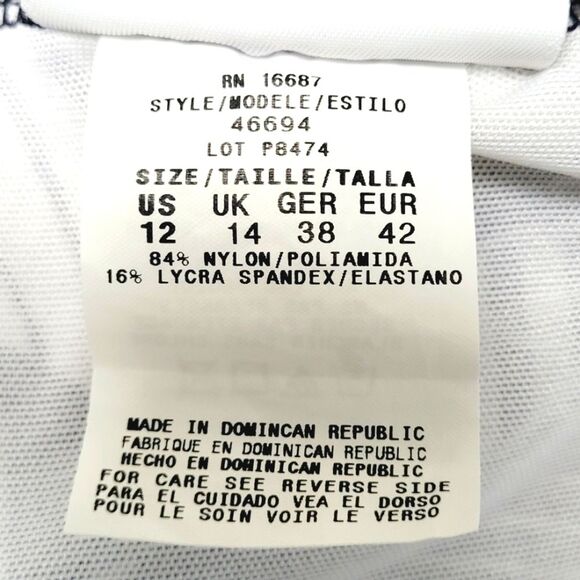 RN 16687
STYLE/MODELE/ESTILO
46694
LOT P8474
SIZE/TAILLE/TALLA
US UK GER EUR
12 14 38 42
84% NYLON/POLIAMIDA
16% LYCRA SPANDEX/ELASTANO
MADE IN DOMINCAN REPUBLIC
FABRIQUE EN DOMINICAN REPUBLIC
HECHO EN DOMINICAN REPUBLIC
FOR CARE SEE REVERSE SIDE
PARA EL CUIDADO VEA EL DORSO
POUR LE SOIN VOIR LE VERSO